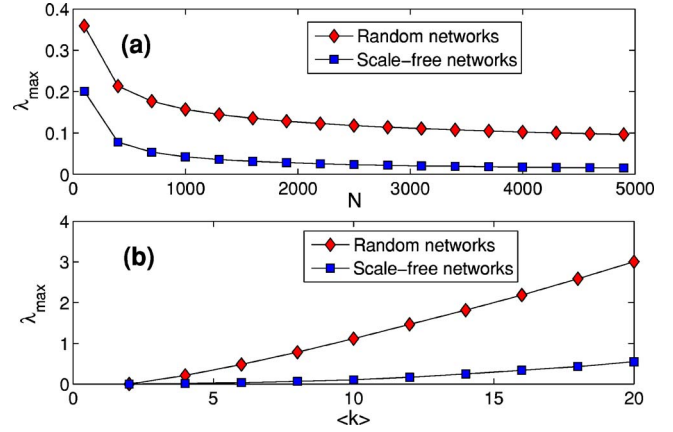 0.4
0.3
0.2
0.1
0
λmax
(a)
Random networks
Scale−free networks
0 1000 2000 3000 4000 5000
N
4
3
2
1
0
λmax
(b)
Random networks
Scale−free networks
0 5 10 15 20
<k>